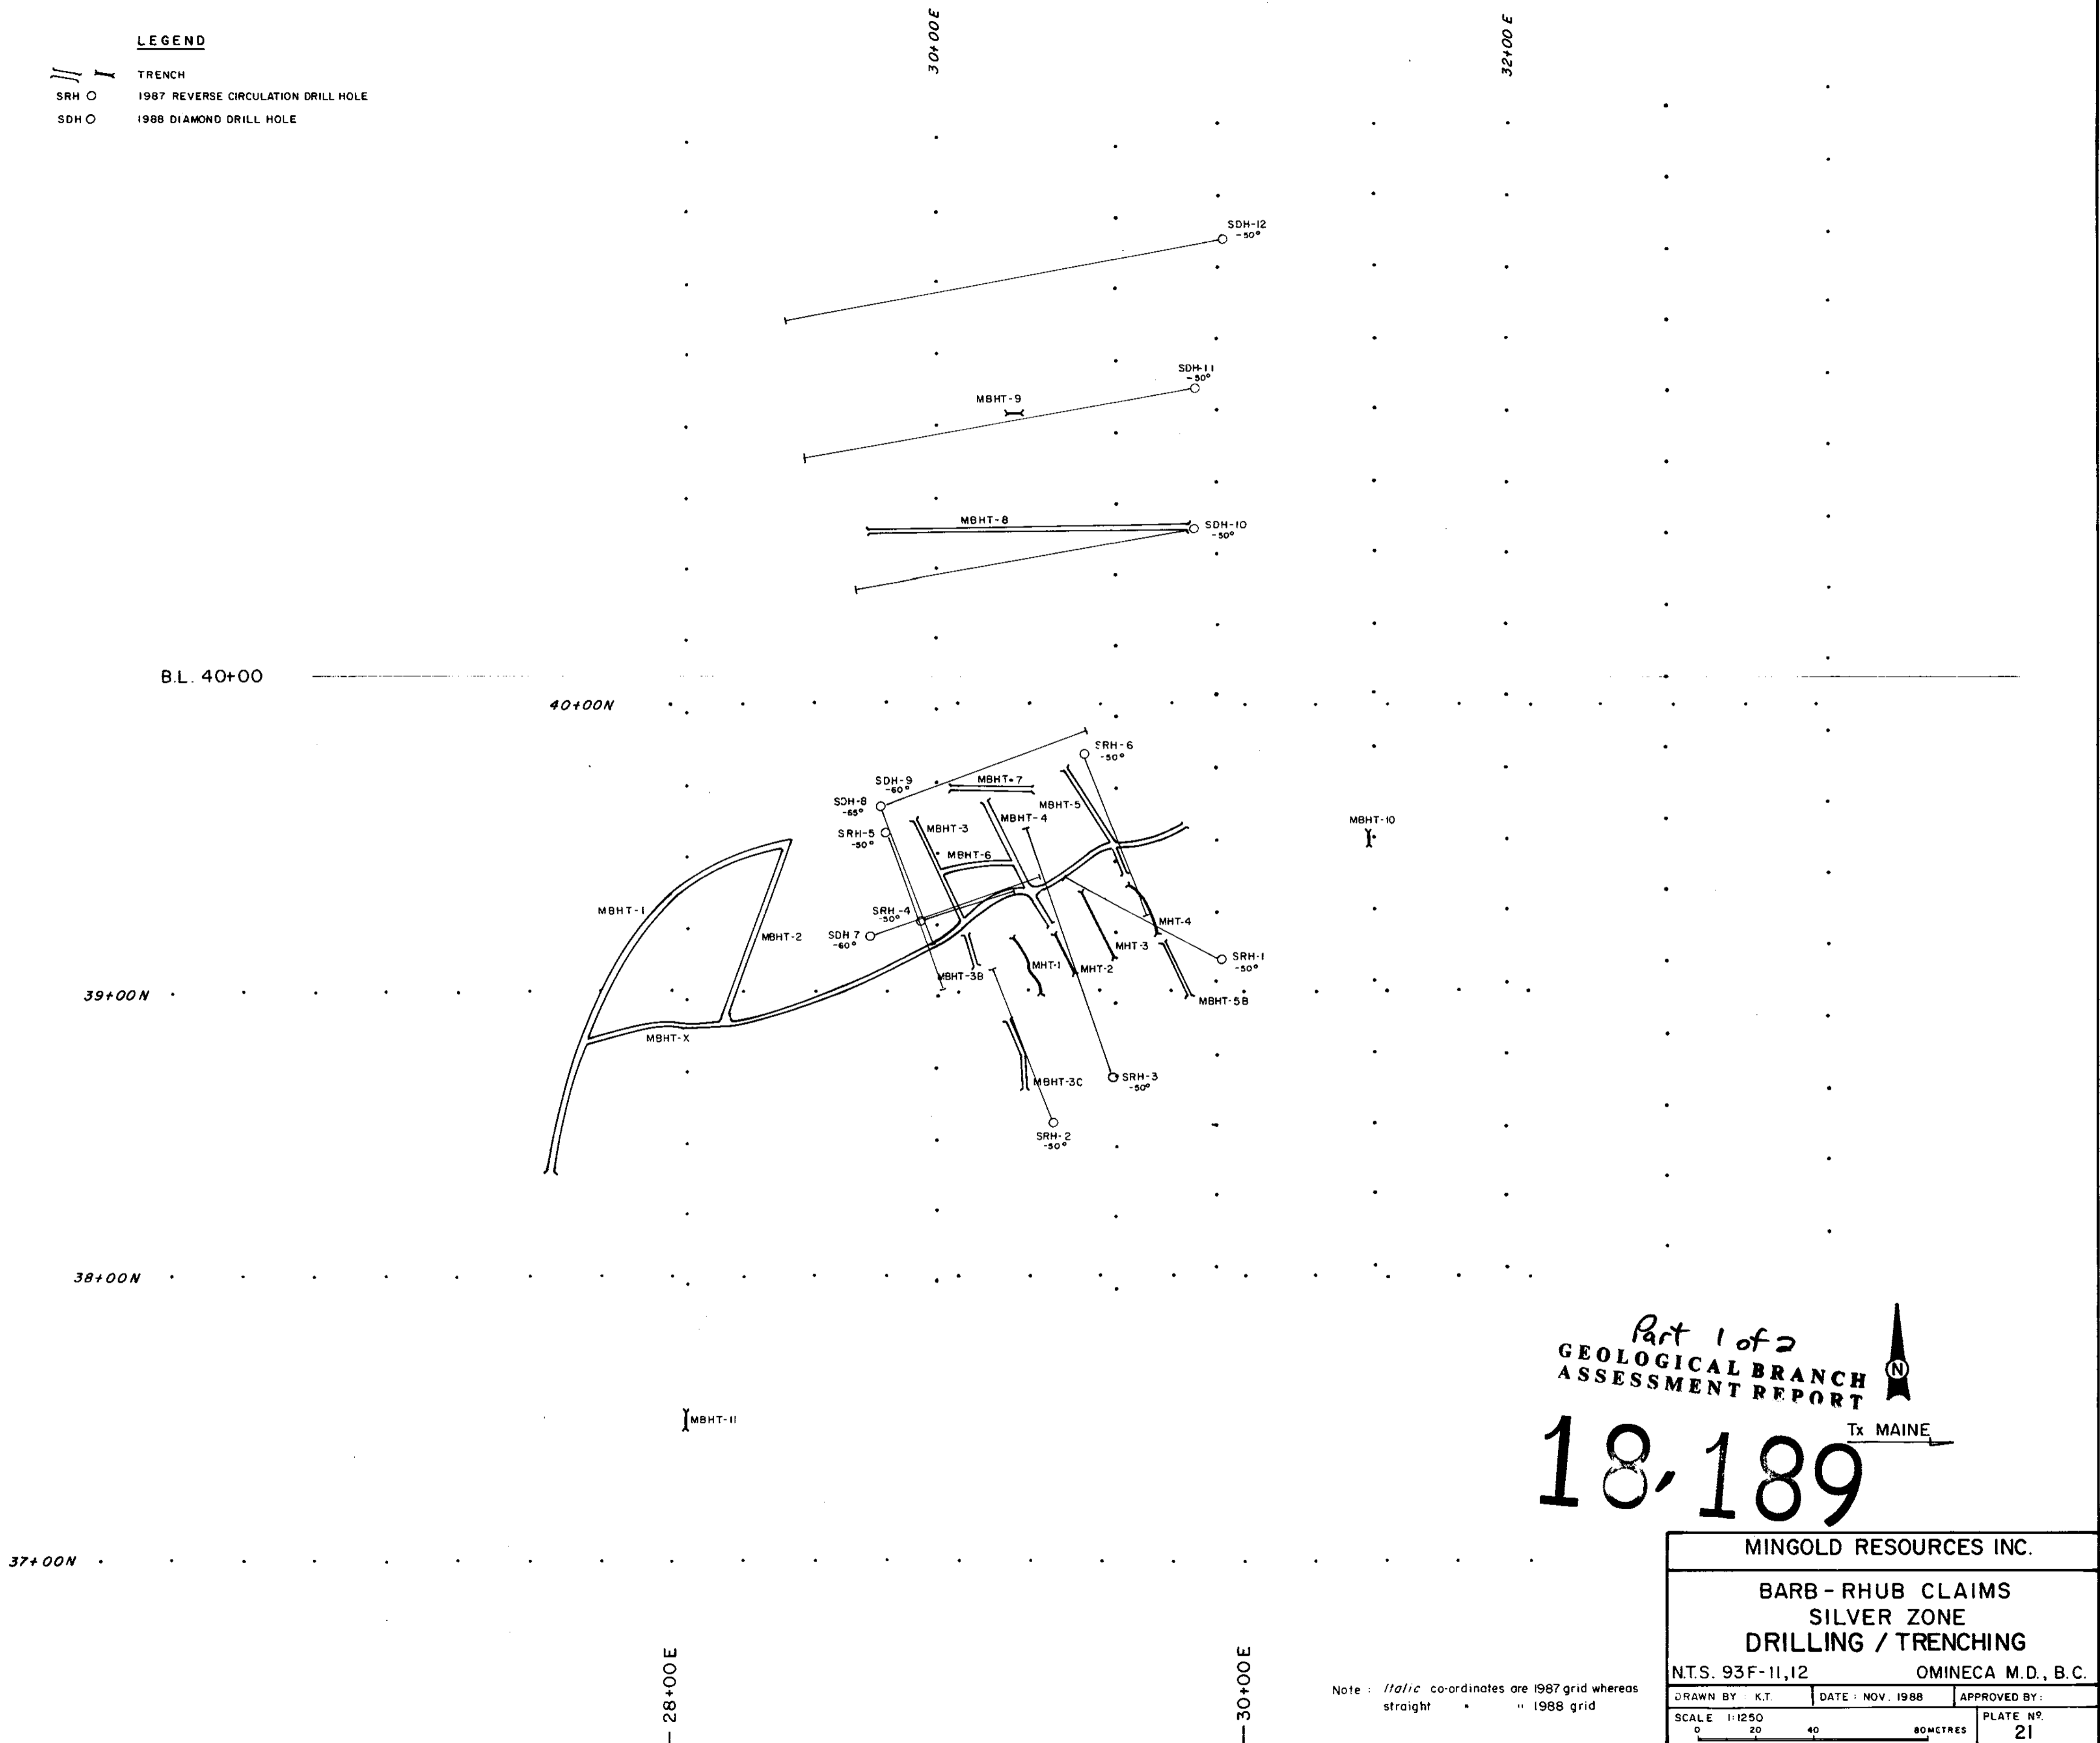 LEGEND
TRENCH
SRH 1987 REVERSE CIRCULATION DRILL HOLE
SDH 1988 DIAMOND DRILL HOLE
30+00E
32+00E
SDH-12
-50°
SDH-11
-50°
MBHT-9
MBHT-8
SDH-10
-50°
B.L. 40+00
40+00N
SRH-6
-50°
SDH-9
-60°
MBHT-7
SDH-8
-65°
MBHT-5
MBHT-4
SRH-5
-50°
MBHT-3
MBHT-10
MBHT-6
MBHT-1
SRH-4
-50°
MHT-4
MBHT-2
SDH 7
-60°
MHT-3
SRH-1
-50°
MBHT-3B
MHT-1
MHT-2
39+00N
MBHT-5B
MBHT-X
MBHT-3C
SRH-3
-50°
SRH-2
-50°
38+00N
Part 1 of 2
GEOLOGICAL BRANCH
ASSESSMENT REPORT
N
MBHT-11
Tx MAINE
18,189
37+00N
MINGOLD RESOURCES INC.
BARB-RHUB CLAIMS
SILVER ZONE
DRILLING / TRENCHING
N.T.S. 93F-11,12 OMINECA M.D., B.C.
DRAWN BY : K.T. DATE : NOV. 1988 APPROVED BY:
SCALE 1:1250
0 20 40 80 METRES
PLATE Nº.
21
28+00E
30+00E
Note : Italic co-ordinates are 1987 grid whereas
straight " " 1988 grid